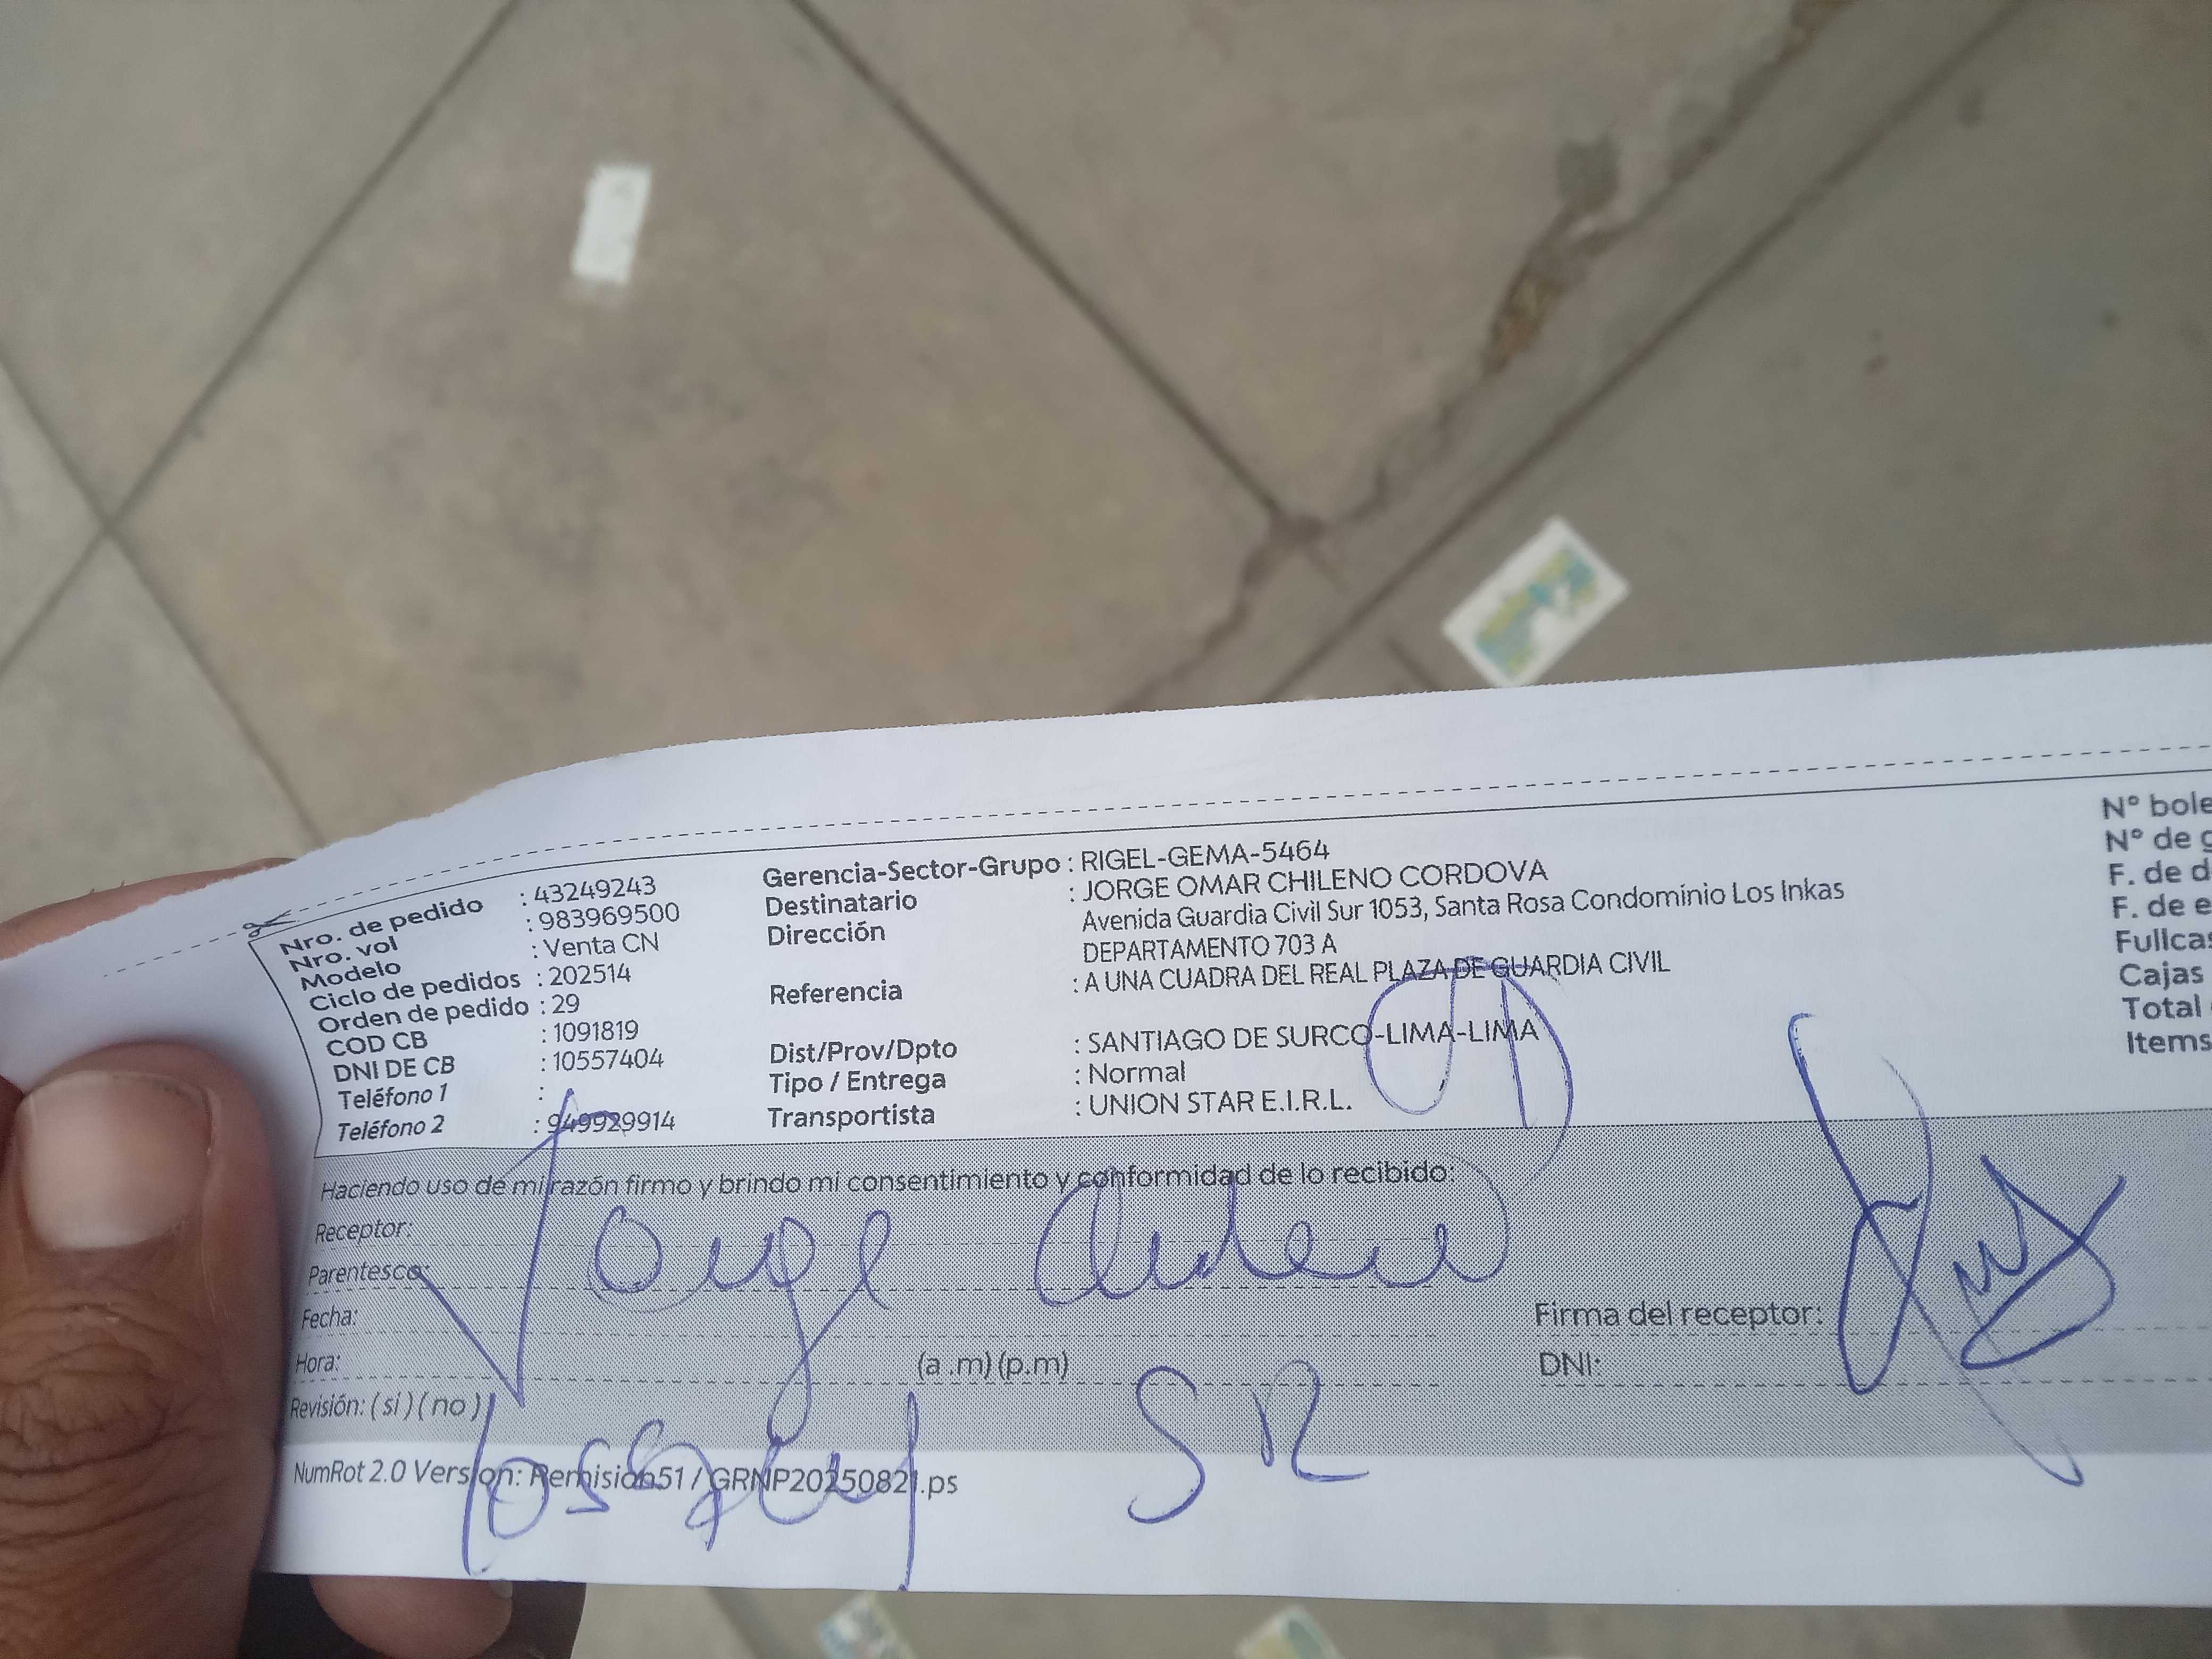 Nro. de pedido : 43249243
Nro. vol : 983969500
Modelo : Venta CN
Ciclo de pedidos : 202514
Orden de pedido : 29
COD CB : 1091819
DNI DE CB : 10557404
Teléfono 1 :
Teléfono 2 : 949929914
Gerencia-Sector-Grupo : RIGEL-GEMA-5464
Destinatario : JORGE OMAR CHILENO CORDOVA
Dirección Avenida Guardia Civil Sur 1053, Santa Rosa Condominio Los Inkas
DEPARTAMENTO 703 A
Referencia : A UNA CUADRA DEL REAL PLAZA DE GUARDIA CIVIL
Dist/Prov/Dpto : SANTIAGO DE SURCO-LIMA-LIMA
Tipo / Entrega : Normal
Transportista : UNION STAR E.I.R.L.
N° bole
N° de g
F. de d
F. de e
Fullcas
Cajas
Total
Items
Haciendo uso de mi razón firmo y brindo mi consentimiento y conformidad de lo recibido:
Receptor: Jorge
Parentesco:
Fecha:
Hora: (a .m) (p.m)
Revisión: ( si ) ( no )
Firma del receptor:
DNI:
NumRot 2.0 Version: Remision51 / GRNP20250821.ps